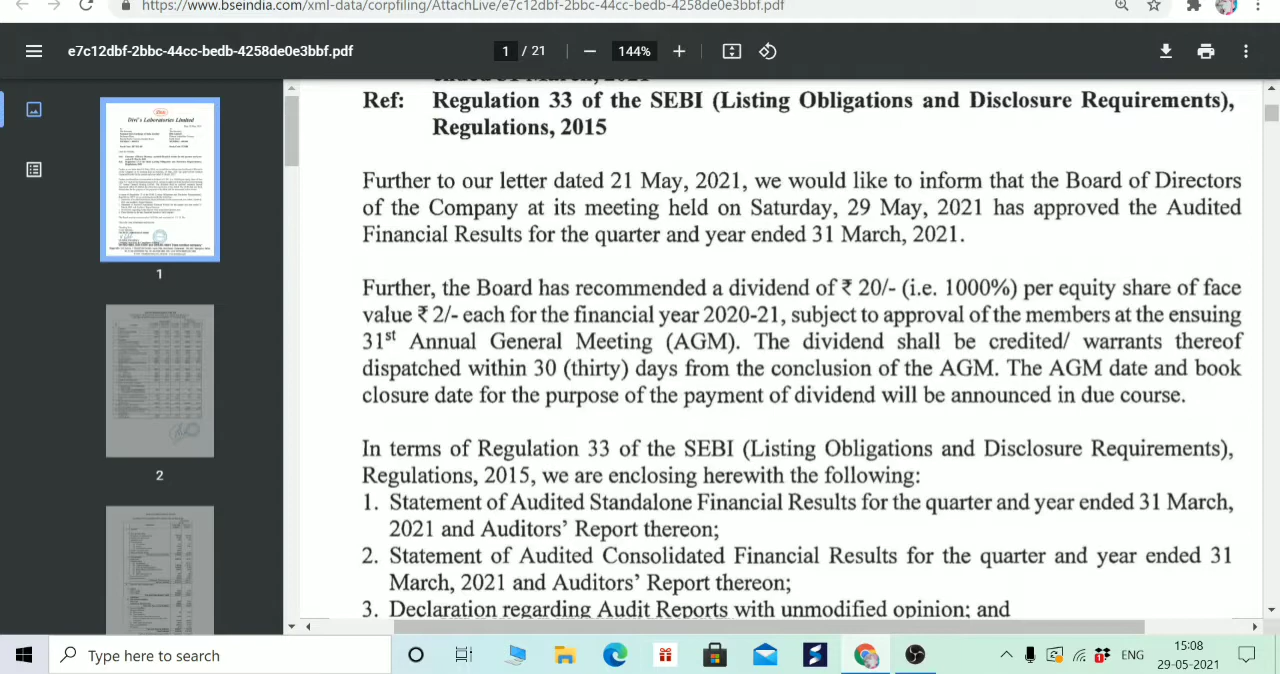 https://www.bseindia.com/xml-data/corpfiling/AttachLive/e7c12dbf-2bbc-44cc-bedb-4258de0e3bbf.pdf
e7c12dbf-2bbc-44cc-bedb-4258de0e3bbf.pdf
1 / 21
144%
Divi's Laboratories Limited
1
2
Ref: Regulation 33 of the SEBI (Listing Obligations and Disclosure Requirements),
Regulations, 2015
Further to our letter dated 21 May, 2021, we would like to inform that the Board of Directors
of the Company at its meeting held on Saturday, 29 May, 2021 has approved the Audited
Financial Results for the quarter and year ended 31 March, 2021.
Further, the Board has recommended a dividend of ₹ 20/- (i.e. 1000%) per equity share of face
value ₹ 2/- each for the financial year 2020-21, subject to approval of the members at the ensuing
31st Annual General Meeting (AGM). The dividend shall be credited/ warrants thereof
dispatched within 30 (thirty) days from the conclusion of the AGM. The AGM date and book
closure date for the purpose of the payment of dividend will be announced in due course.
In terms of Regulation 33 of the SEBI (Listing Obligations and Disclosure Requirements),
Regulations, 2015, we are enclosing herewith the following:
1. Statement of Audited Standalone Financial Results for the quarter and year ended 31 March,
2021 and Auditors' Report thereon;
2. Statement of Audited Consolidated Financial Results for the quarter and year ended 31
March, 2021 and Auditors' Report thereon;
3. Declaration regarding Audit Reports with unmodified opinion; and
Type here to search
ENG
15:08
29-05-2021